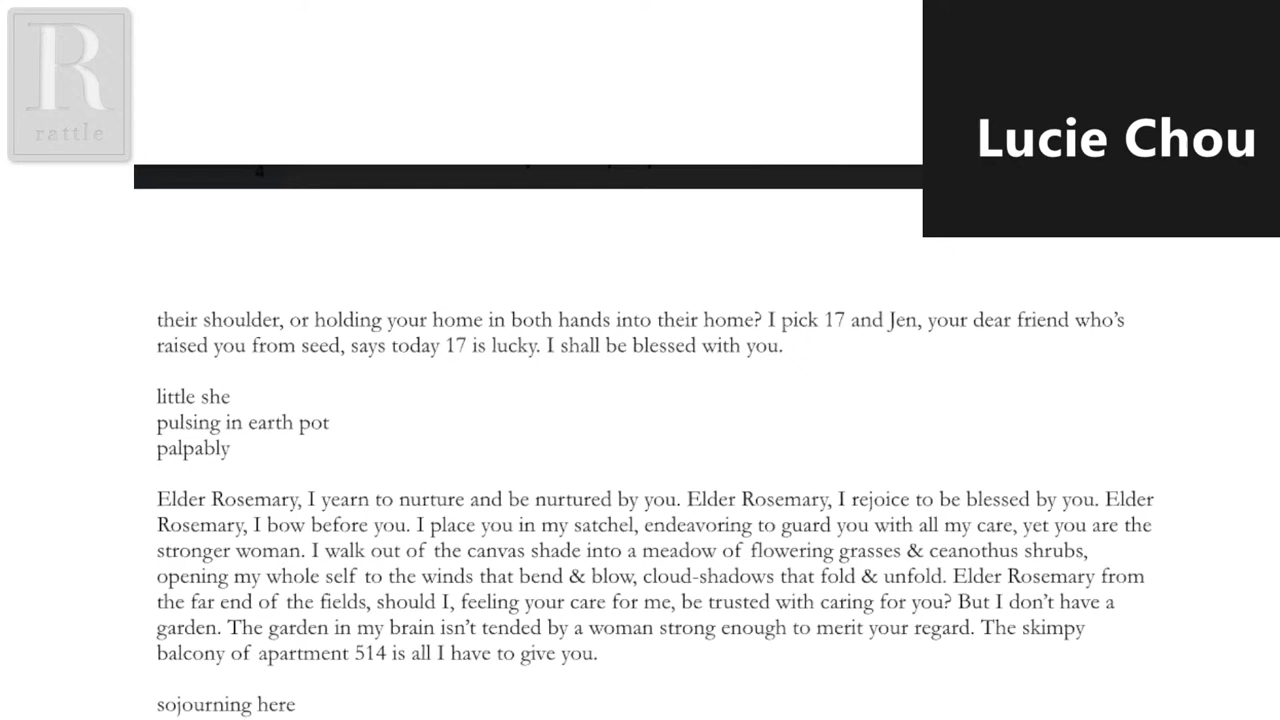 R
rattle
Lucie Chou
4
their shoulder, or holding your home in both hands into their home? I pick 17 and Jen, your dear friend who’s
raised you from seed, says today 17 is lucky. I shall be blessed with you.
little she
pulsing in earth pot
palpably
Elder Rosemary, I yearn to nurture and be nurtured by you. Elder Rosemary, I rejoice to be blessed by you. Elder
Rosemary, I bow before you. I place you in my satchel, endeavoring to guard you with all my care, yet you are the
stronger woman. I walk out of the canvas shade into a meadow of flowering grasses & ceanothus shrubs,
opening my whole self to the winds that bend & blow, cloud-shadows that fold & unfold. Elder Rosemary from
the far end of the fields, should I, feeling your care for me, be trusted with caring for you? But I don’t have a
garden. The garden in my brain isn’t tended by a woman strong enough to merit your regard. The skimpy
balcony of apartment 514 is all I have to give you.
sojourning here